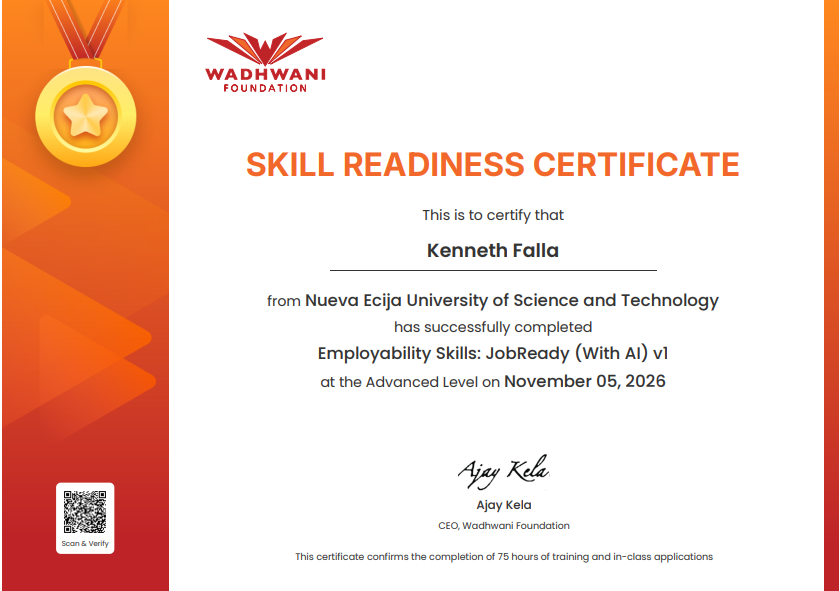 WADHWANI
FOUNDATION
SKILL READINESS CERTIFICATE
This is to certify that
Kenneth Falla
from Nueva Ecija University of Science and Technology
has successfully completed
Employability Skills: JobReady (With AI) v1
at the Advanced Level on November 05, 2026
Ajay Kela
Ajay Kela
CEO, Wadhwani Foundation
Scan & Verify
This certificate confirms the completion of 75 hours of training and in-class applications